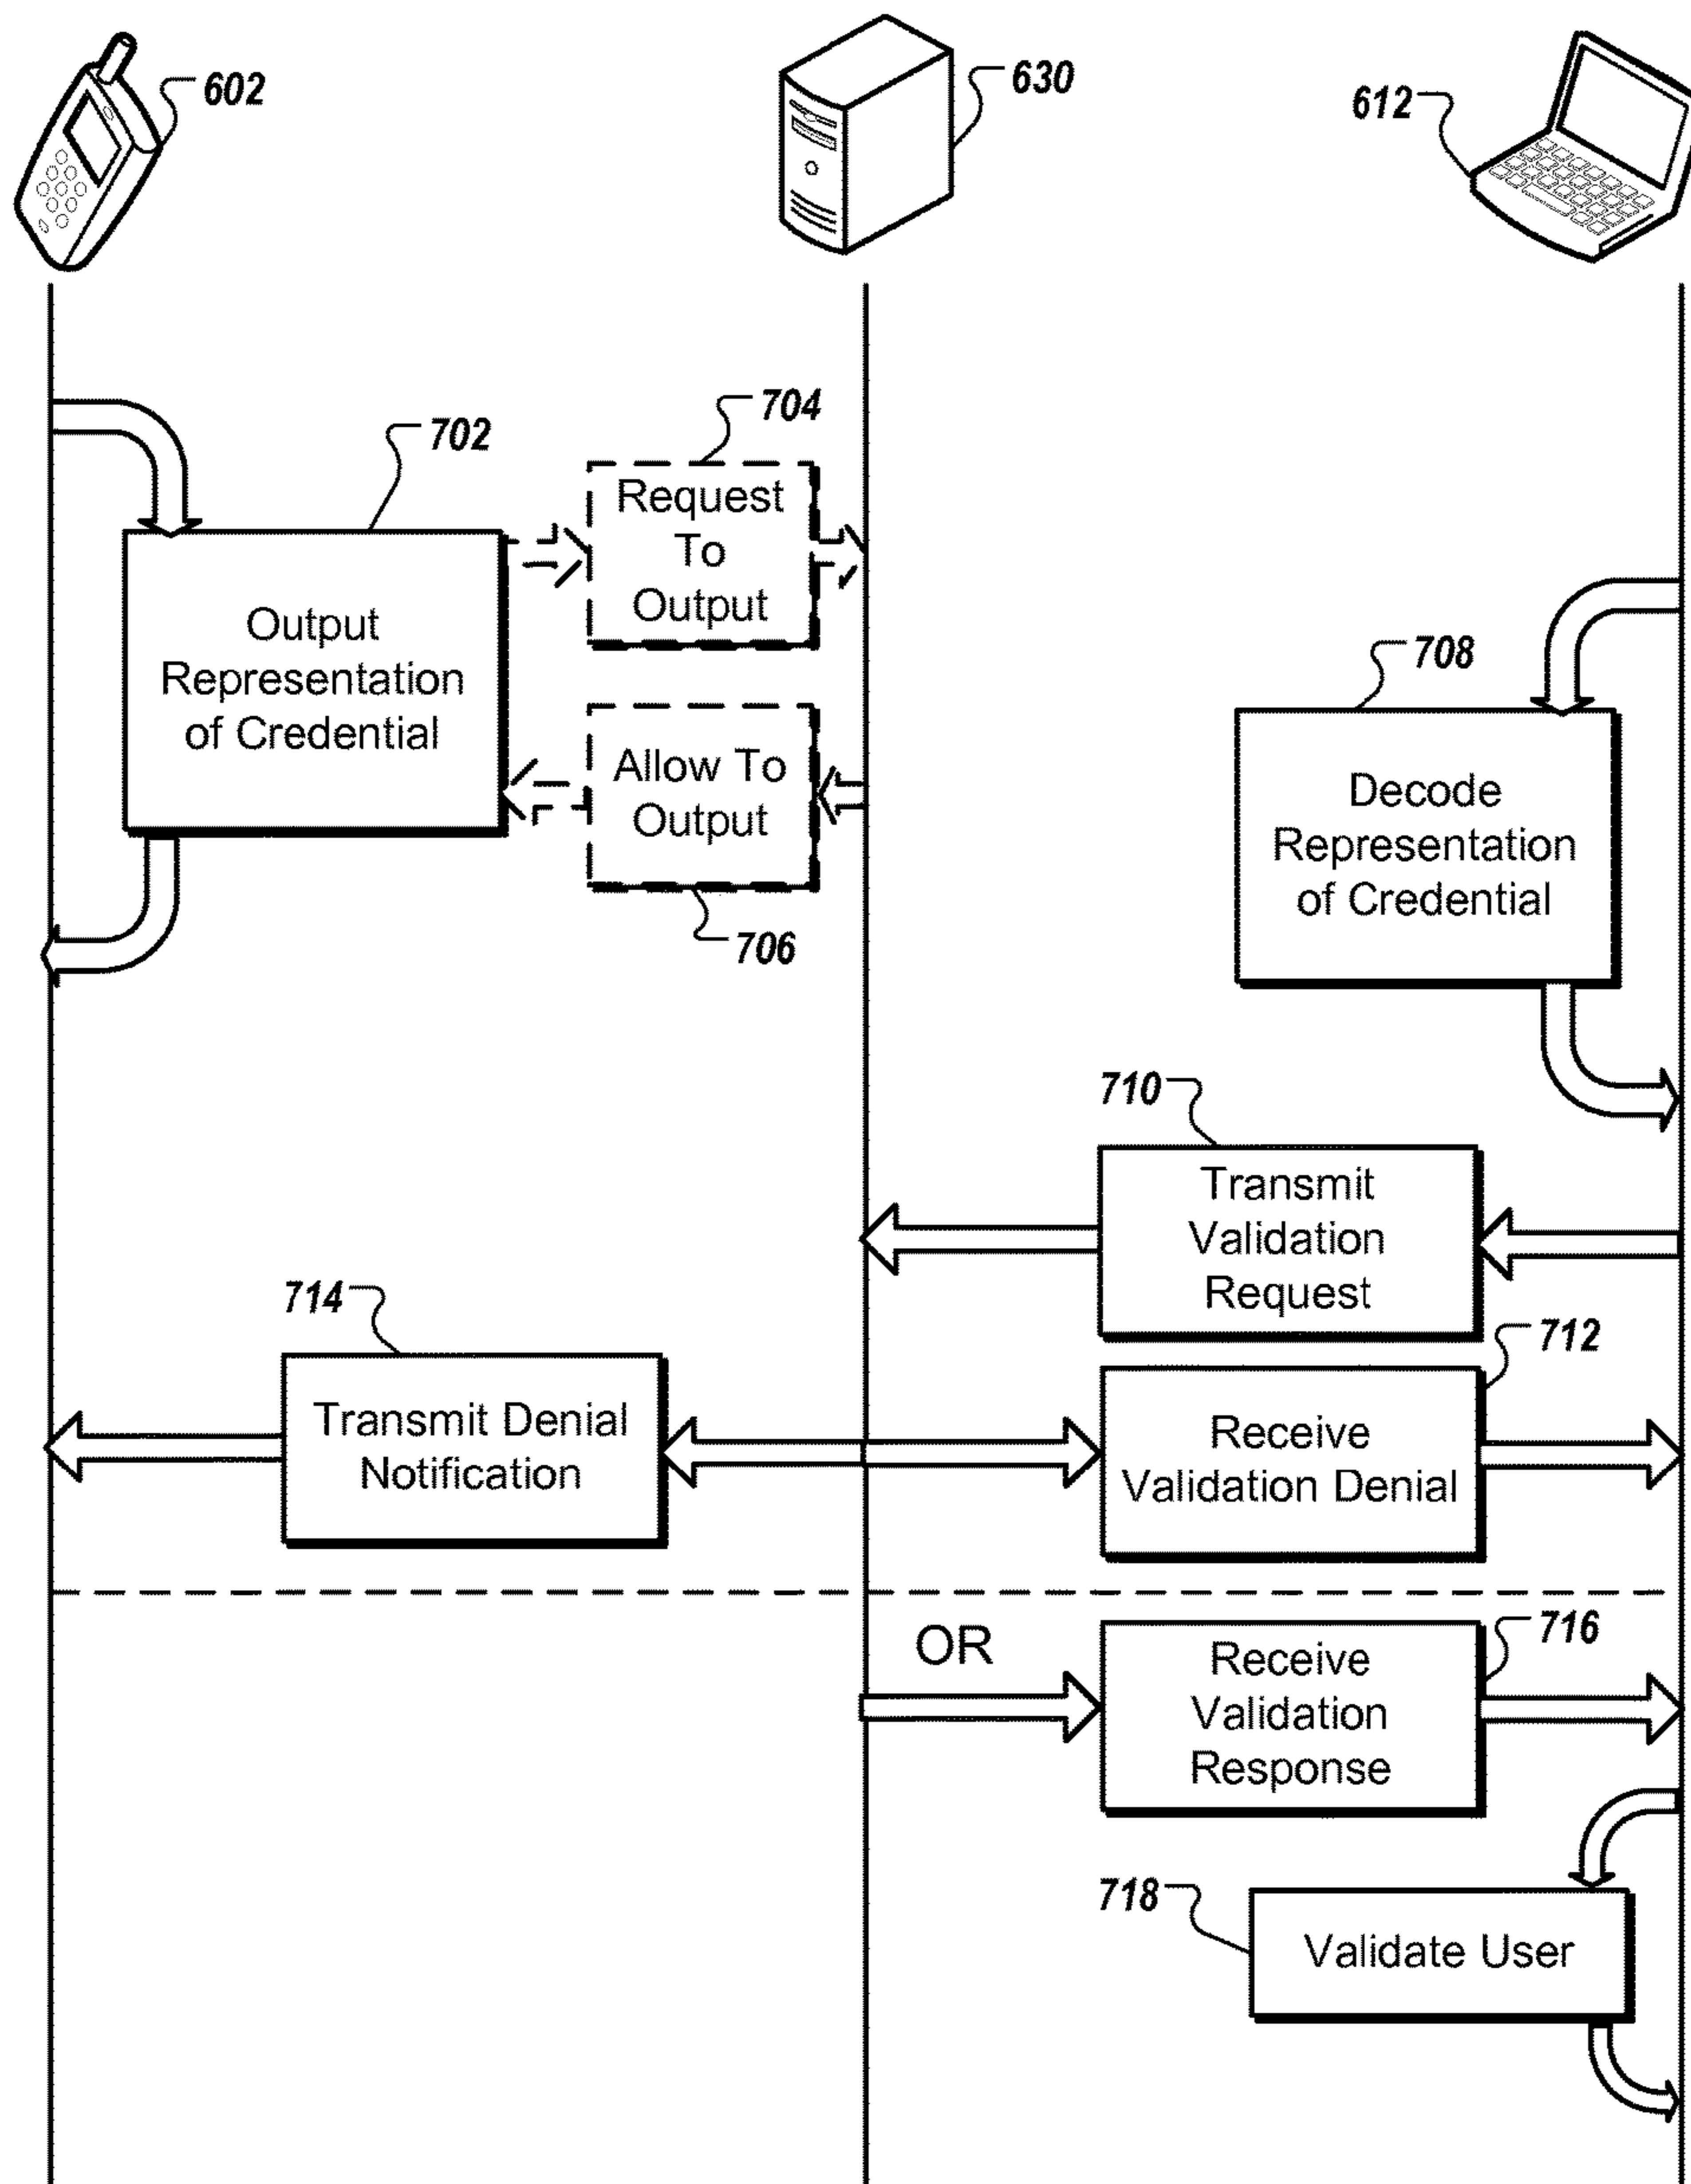 602
630
612
704
702
Request
To
Output
Output
Representation
of Credential
708
Allow To
Output
Decode
Representation
of Credential
706
710
Transmit
Validation
Request
714
712
Transmit Denial
Notification
Receive
Validation Denial
OR
716
Receive
Validation
Response
718
Validate User